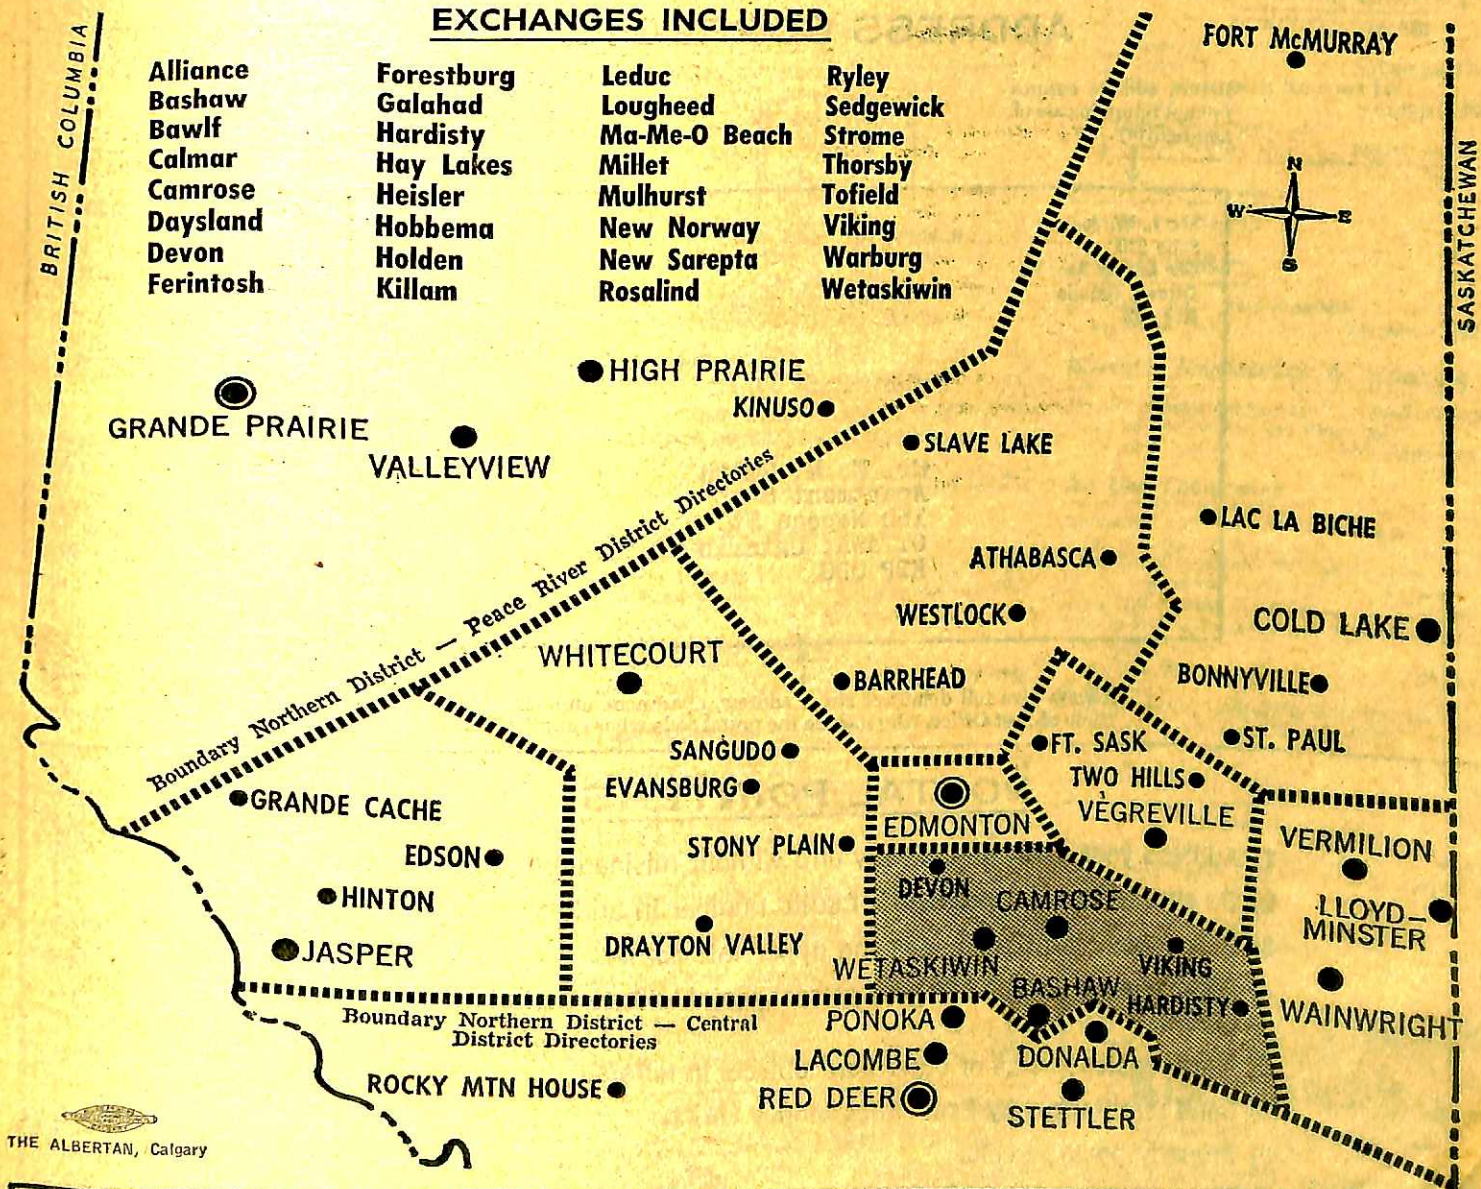 EXCHANGES INCLUDED
Alliance
Bashaw
Bawlf
Calmar
Camrose
Daysland
Devon
Ferintosh
Forestburg
Galahad
Hardisty
Hay Lakes
Heisler
Hobbema
Holden
Killam
Leduc
Lougheed
Ma-Me-O Beach
Millet
Mulhurst
New Norway
New Sarepta
Rosalind
Ryley
Sedgewick
Strome
Thorsby
Tofield
Viking
Warburg
Wetaskiwin
BRITISH COLUMBIA
FORT McMURRAY
N
W E
S
SASKATCHEWAN
HIGH PRAIRIE
KINUSO
GRANDE PRAIRIE
VALLEYVIEW
SLAVE LAKE
Boundary Northern District — Peace River District Directories
LAC LA BICHE
ATHABASCA
WESTLOCK
COLD LAKE
WHITECOURT
BARRHEAD
BONNYVILLE
SANGUDO
FT. SASK
ST. PAUL
EVANSBURG
TWO HILLS
GRANDE CACHE
EDMONTON
VEGREVILLE
EDSON
STONY PLAIN
VERMILION
HINTON
DEVON
CAMROSE
LLOYD-
MINSTER
JASPER
DRAYTON VALLEY
WETASKIWIN
VIKING
BASHAW
HARDISTY
WAINWRIGHT
Boundary Northern District — Central
District Directories
PONOKA
LACOMBE
DONALDA
ROCKY MTN HOUSE
RED DEER
STETTLER
THE ALBERTAN, Calgary